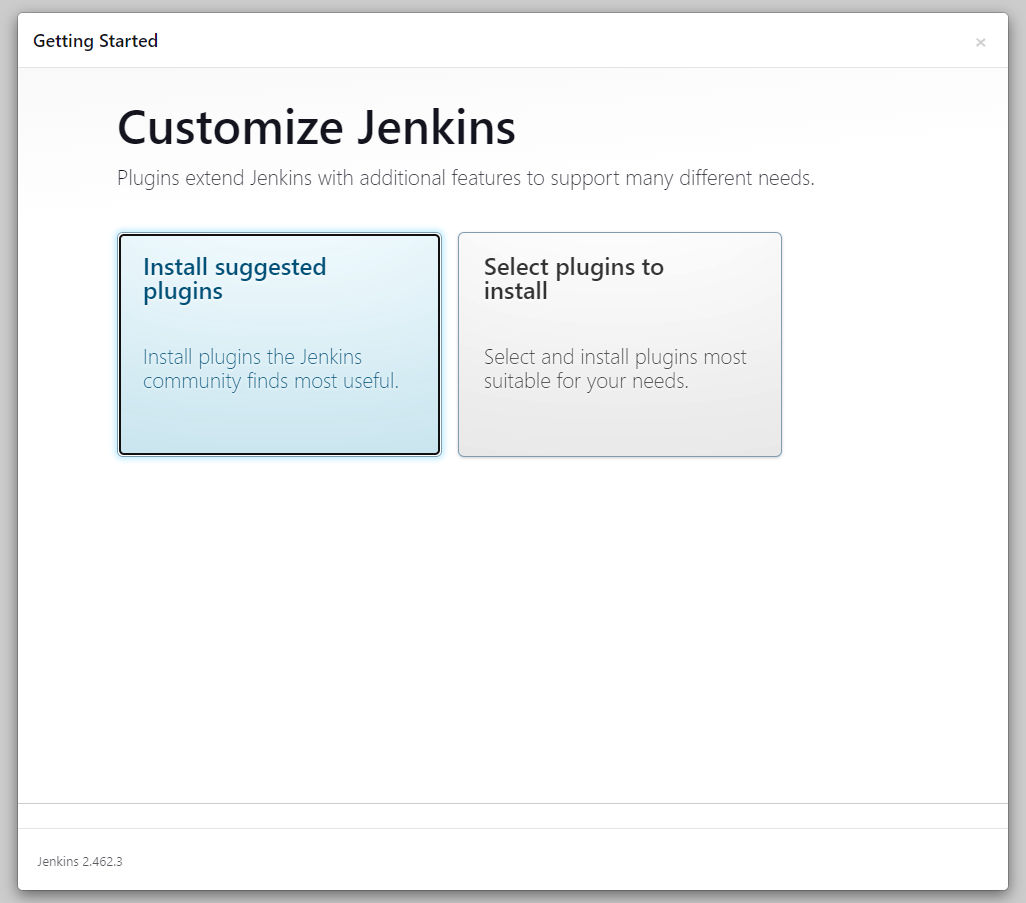 Getting Started
×
Customize Jenkins
Plugins extend Jenkins with additional features to support many different needs.
Install suggested
plugins
Install plugins the Jenkins
community finds most useful.
Select plugins to
install
Select and install plugins most
suitable for your needs.
Jenkins 2.462.3